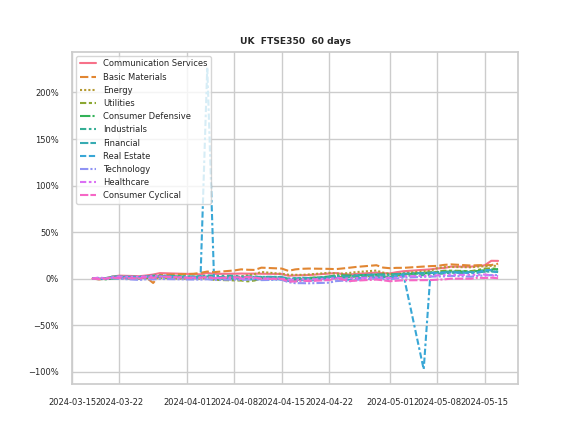 UK FTSE350 60 days
Communication Services
Basic Materials
Energy
Utilities
Consumer Defensive
Industrials
Financial
Real Estate
Technology
Healthcare
Consumer Cyclical
200%
150%
100%
50%
0%
−50%
−100%
2024-03-15 2024-03-22 2024-04-01 2024-04-08 2024-04-15 2024-04-22 2024-05-01 2024-05-08 2024-05-15